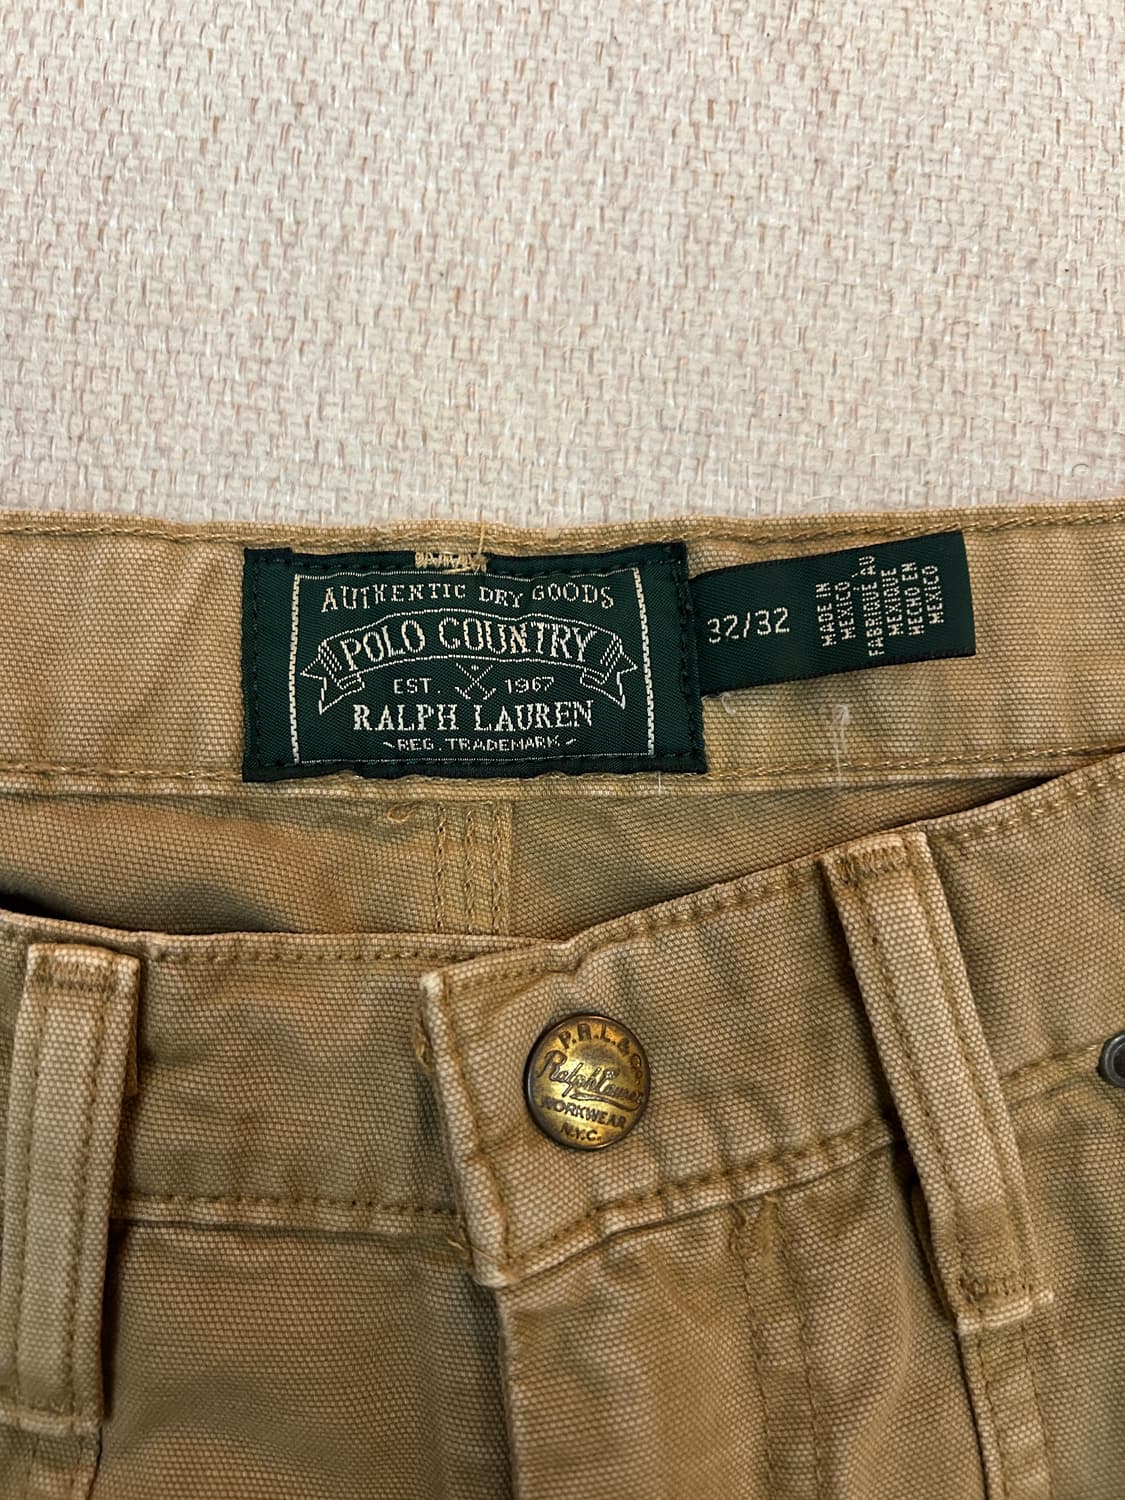 AUTHENTIC DRY GOODS
POLO COUNTRY
EST. 1967
RALPH LAUREN
~REG. TRADEMARK~
32/32
MADE IN
MEXICO
FABRIQUÉ AU
MEXIQUE
HECHO EN
MEXICO
P.R.L. & Co.
Ralph Lauren
WORKWEAR
N.Y.C.